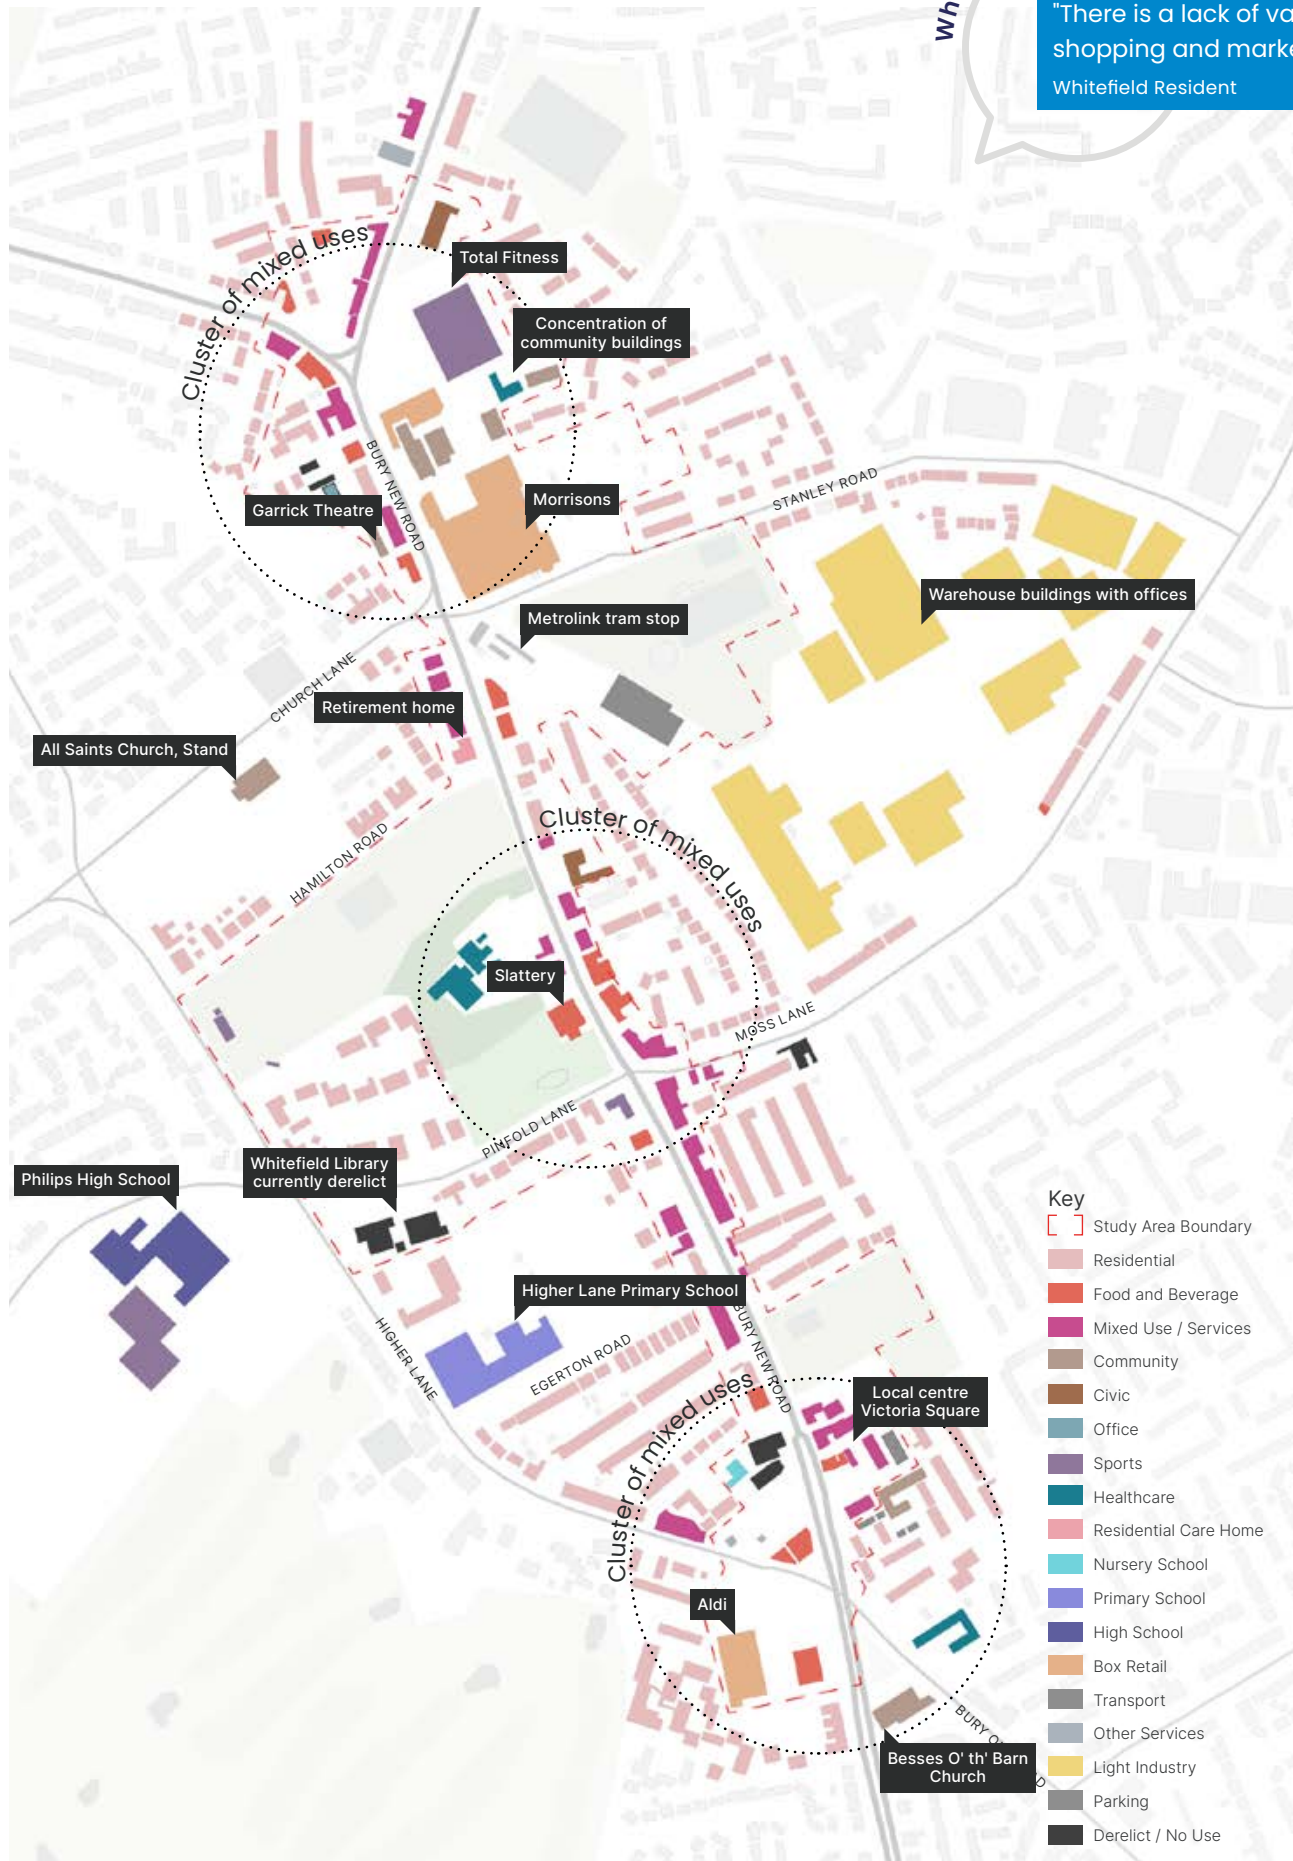 Wh
"There is a lack of va
shopping and marke
Whitefield Resident
Cluster of mixed uses
Total Fitness
Concentration of
community buildings
BURY NEW ROAD
Garrick Theatre
Morrisons
STANLEY ROAD
Warehouse buildings with offices
Metrolink tram stop
CHURCH LANE
Retirement home
All Saints Church, Stand
HAMILTON ROAD
Cluster of mixed uses
Slattery
MOSS LANE
PINFOLD LANE
Whitefield Library
currently derelict
Philips High School
Higher Lane Primary School
HIGHER LANE
EGERTON ROAD
BURY NEW ROAD
Cluster of mixed uses
Local centre
Victoria Square
Aldi
BURY O
D
Besses O' th' Barn
Church
Key
Study Area Boundary
Residential
Food and Beverage
Mixed Use / Services
Community
Civic
Office
Sports
Healthcare
Residential Care Home
Nursery School
Primary School
High School
Box Retail
Transport
Other Services
Light Industry
Parking
Derelict / No Use